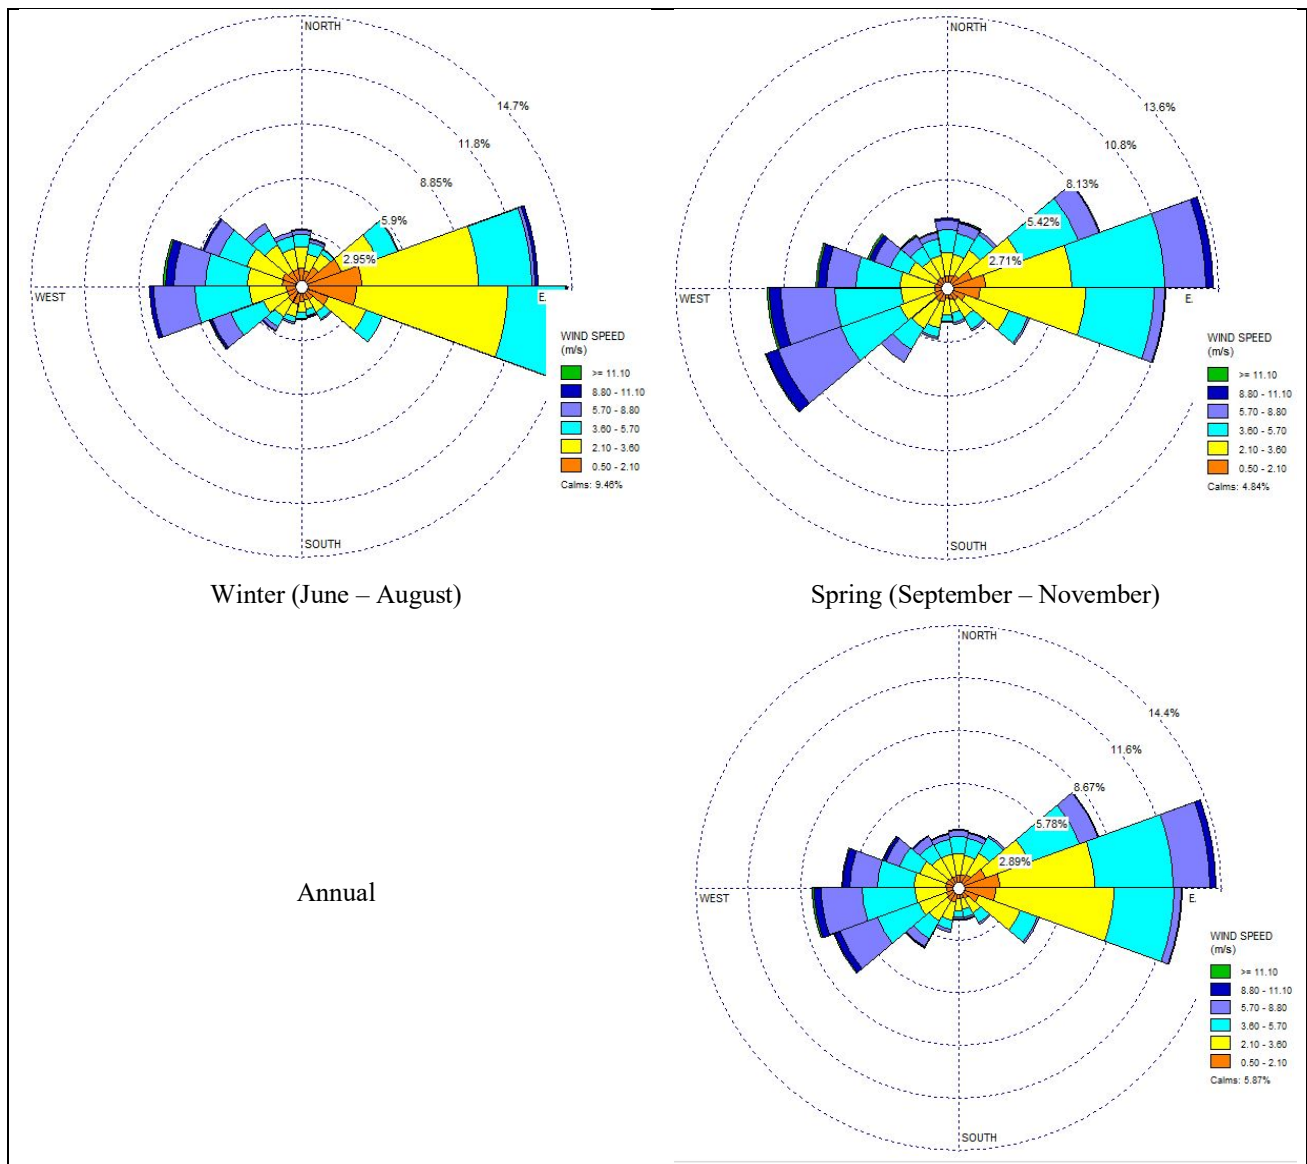 NORTH
14.7%
11.8%
8.85%
5.9%
2.95%
WEST
E.
SOUTH
WIND SPEED
(m/s)
>= 11.10
8.80 - 11.10
5.70 - 8.80
3.60 - 5.70
2.10 - 3.60
0.50 - 2.10
Calms: 9.46%
Winter (June – August)
NORTH
13.6%
10.8%
8.13%
5.42%
2.71%
WEST
E.
SOUTH
WIND SPEED
(m/s)
>= 11.10
8.80 - 11.10
5.70 - 8.80
3.60 - 5.70
2.10 - 3.60
0.50 - 2.10
Calms: 4.84%
Spring (September – November)
Annual
NORTH
14.4%
11.6%
8.67%
5.78%
2.89%
WEST
E.
SOUTH
WIND SPEED
(m/s)
>= 11.10
8.80 - 11.10
5.70 - 8.80
3.60 - 5.70
2.10 - 3.60
0.50 - 2.10
Calms: 5.87%